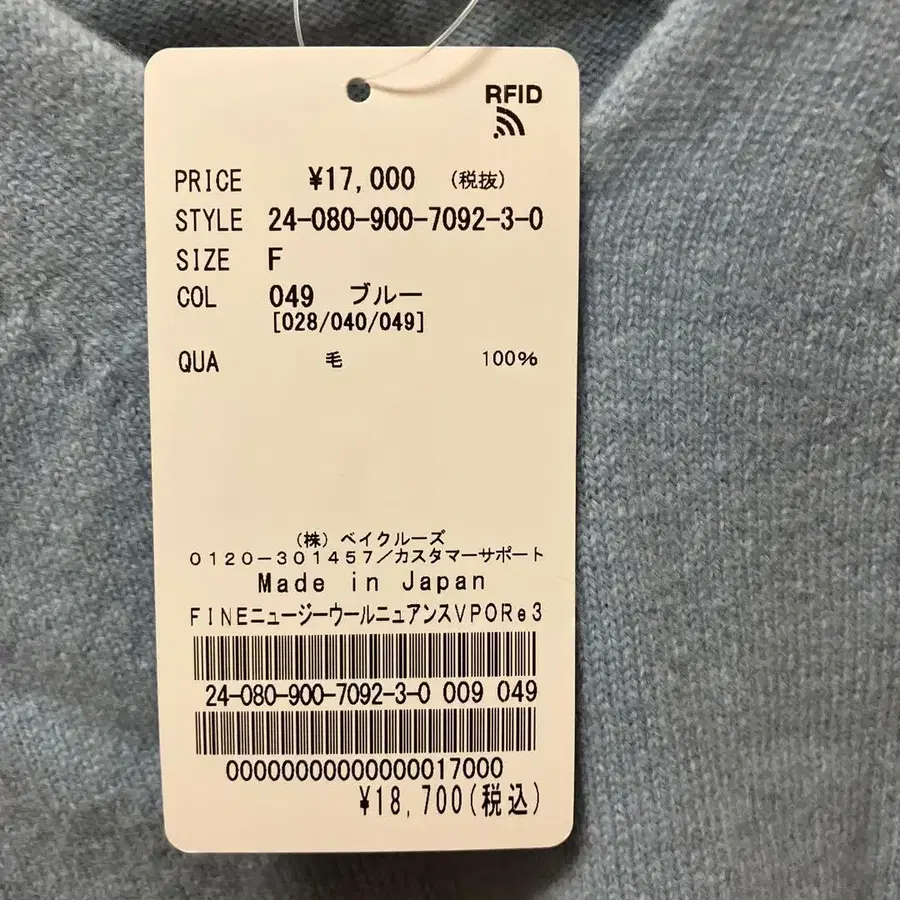 RFID
PRICE ¥17,000 (税抜)
STYLE 24-080-900-7092-3-0
SIZE F
COL 049 ブルー
[028/040/049]
QUA 毛 100%
(株) ベイクルーズ
0120-301457/カスタマーサポート
Made in Japan
FINEニュージーウールニュアンスVPORe3
24-080-900-7092-3-0 009 049
00000000000000017000
¥18,700(税込)